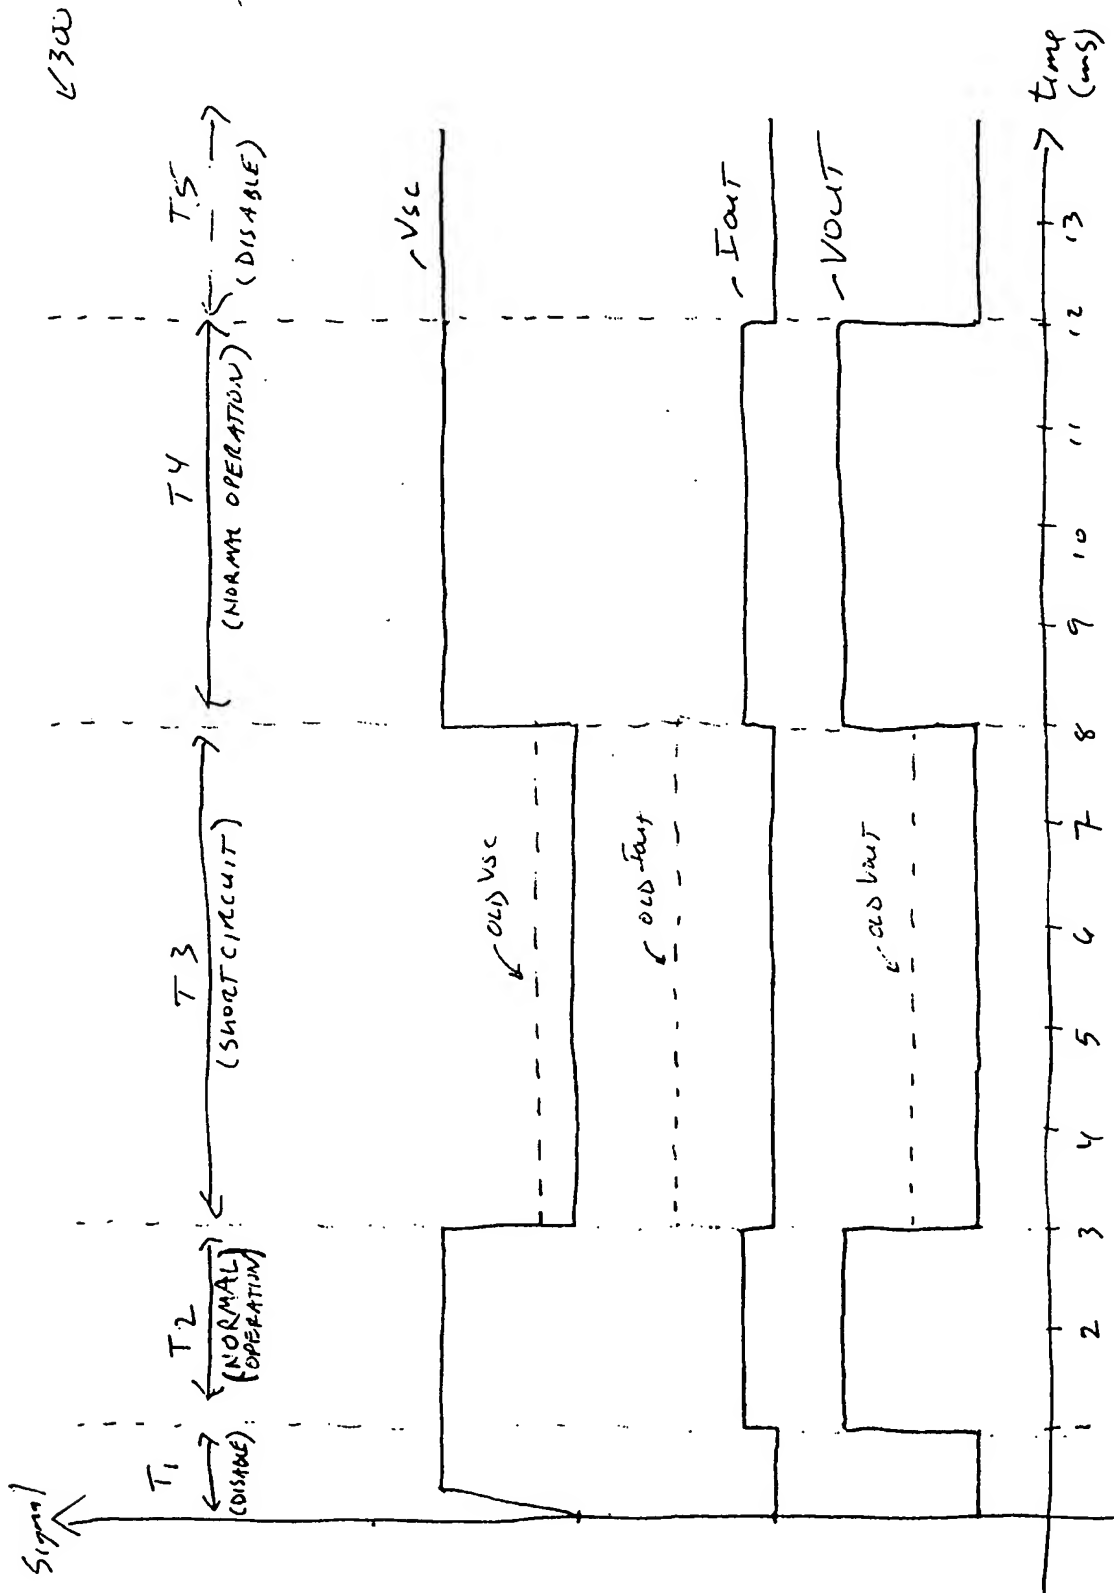 300
Signal
T1
(DISABLE)
T2
(NORMAL OPERATION)
T3
(SHORT CIRCUIT)
T4
(NORMAL OPERATION)
T5
(DISABLE)
VSC
OLD VSC
IOUT
OLD IOUT
VOUT
OLD VOUT
1 2 3 4 5 6 7 8 9 10 11 12 13
time
(ms)